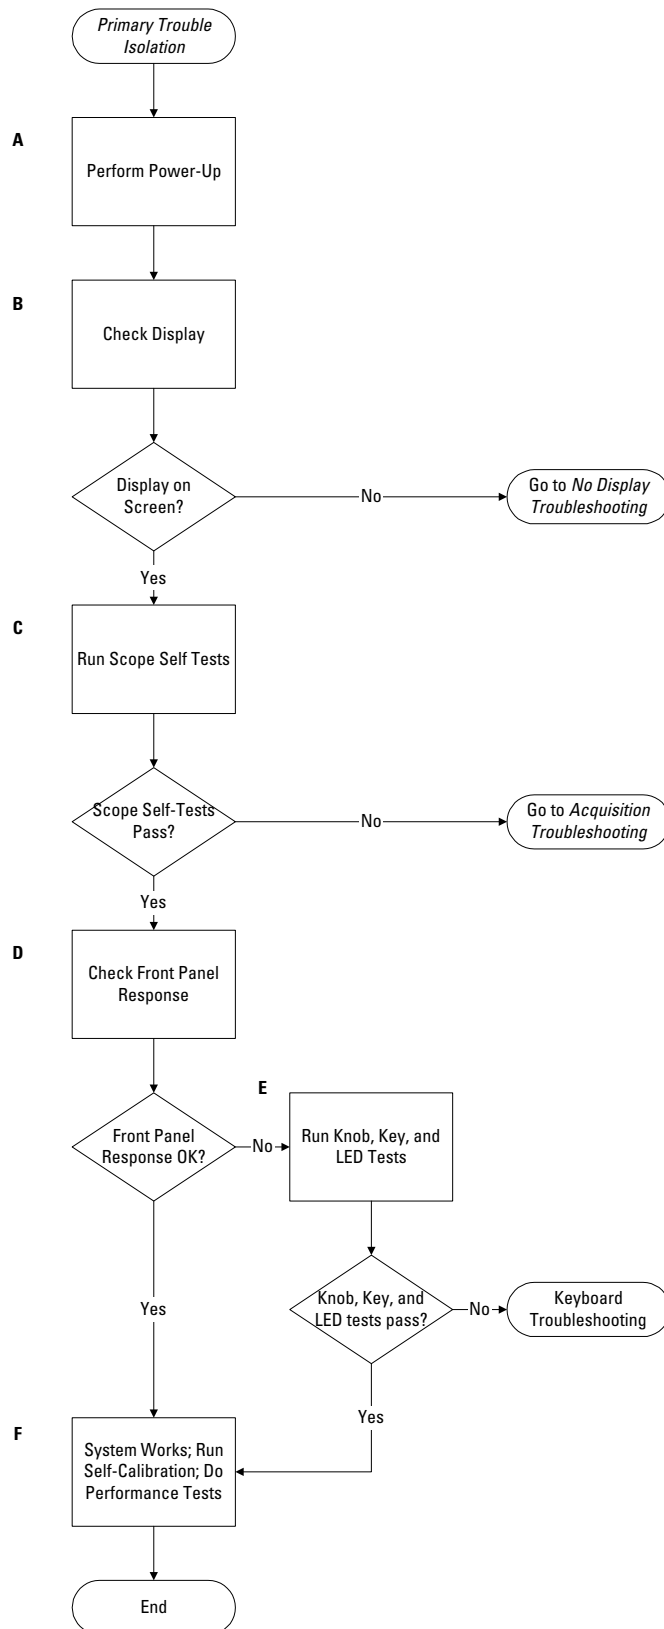 Primary Trouble
Isolation
A
Perform Power-Up
B
Check Display
Display on
Screen?
No
Go to No Display
Troubleshooting
Yes
C
Run Scope Self Tests
Scope Self-Tests
Pass?
No
Go to Acquisition
Troubleshooting
Yes
D
Check Front Panel
Response
E
Front Panel
Response OK?
No
Run Knob, Key, and
LED Tests
Yes
Knob, Key, and
LED tests pass?
No
Keyboard
Troubleshooting
Yes
F
System Works; Run
Self-Calibration; Do
Performance Tests
End